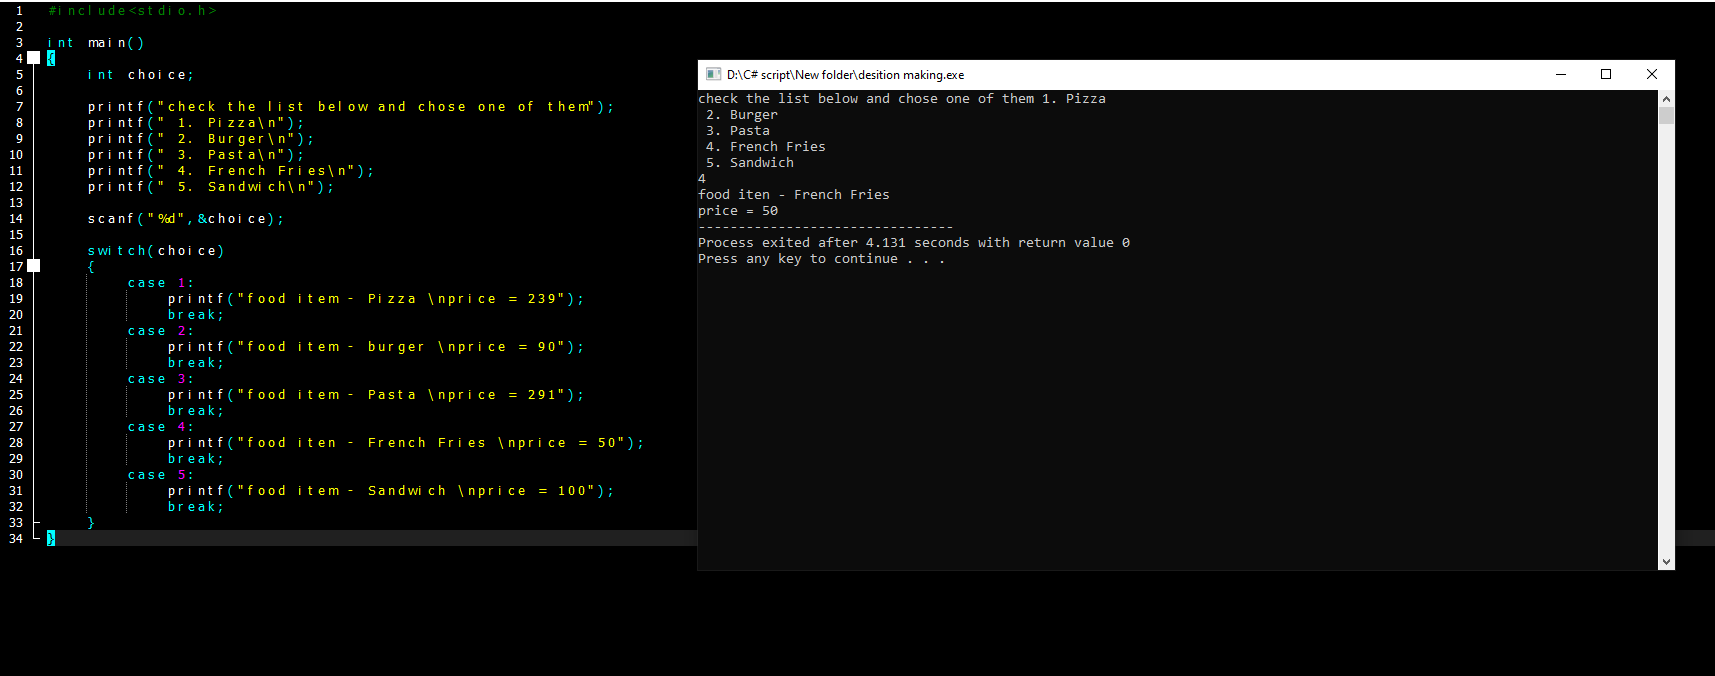 1 #include<stdio.h>
2
3 int main()
4 {
5 int choice;
6
7 printf("check the list below and chose one of them");
8 printf(" 1. Pizza\n");
9 printf(" 2. Burger\n");
10 printf(" 3. Pasta\n");
11 printf(" 4. French Fries\n");
12 printf(" 5. Sandwich\n");
13
14 scanf("%d",&choice);
15
16 switch(choice)
17 {
18 case 1:
19 printf("food item - Pizza \nprice = 239");
20 break;
21 case 2:
22 printf("food item - burger \nprice = 90");
23 break;
24 case 3:
25 printf("food item - Pasta \nprice = 291");
26 break;
27 case 4:
28 printf("food iten - French Fries \nprice = 50");
29 break;
30 case 5:
31 printf("food item - Sandwich \nprice = 100");
32 break;
33 }
34 }
D:\C# script\New folder\desition making.exe
check the list below and chose one of them 1. Pizza
2. Burger
3. Pasta
4. French Fries
5. Sandwich
4
food iten - French Fries
price = 50
--------------------------------
Process exited after 4.131 seconds with return value 0
Press any key to continue . . .